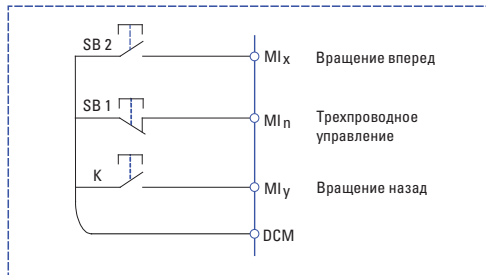 SB 2
MIx Вращение вперед
SB 1
MIn Трехпроводное
управление
K
MIy Вращение назад
DCM